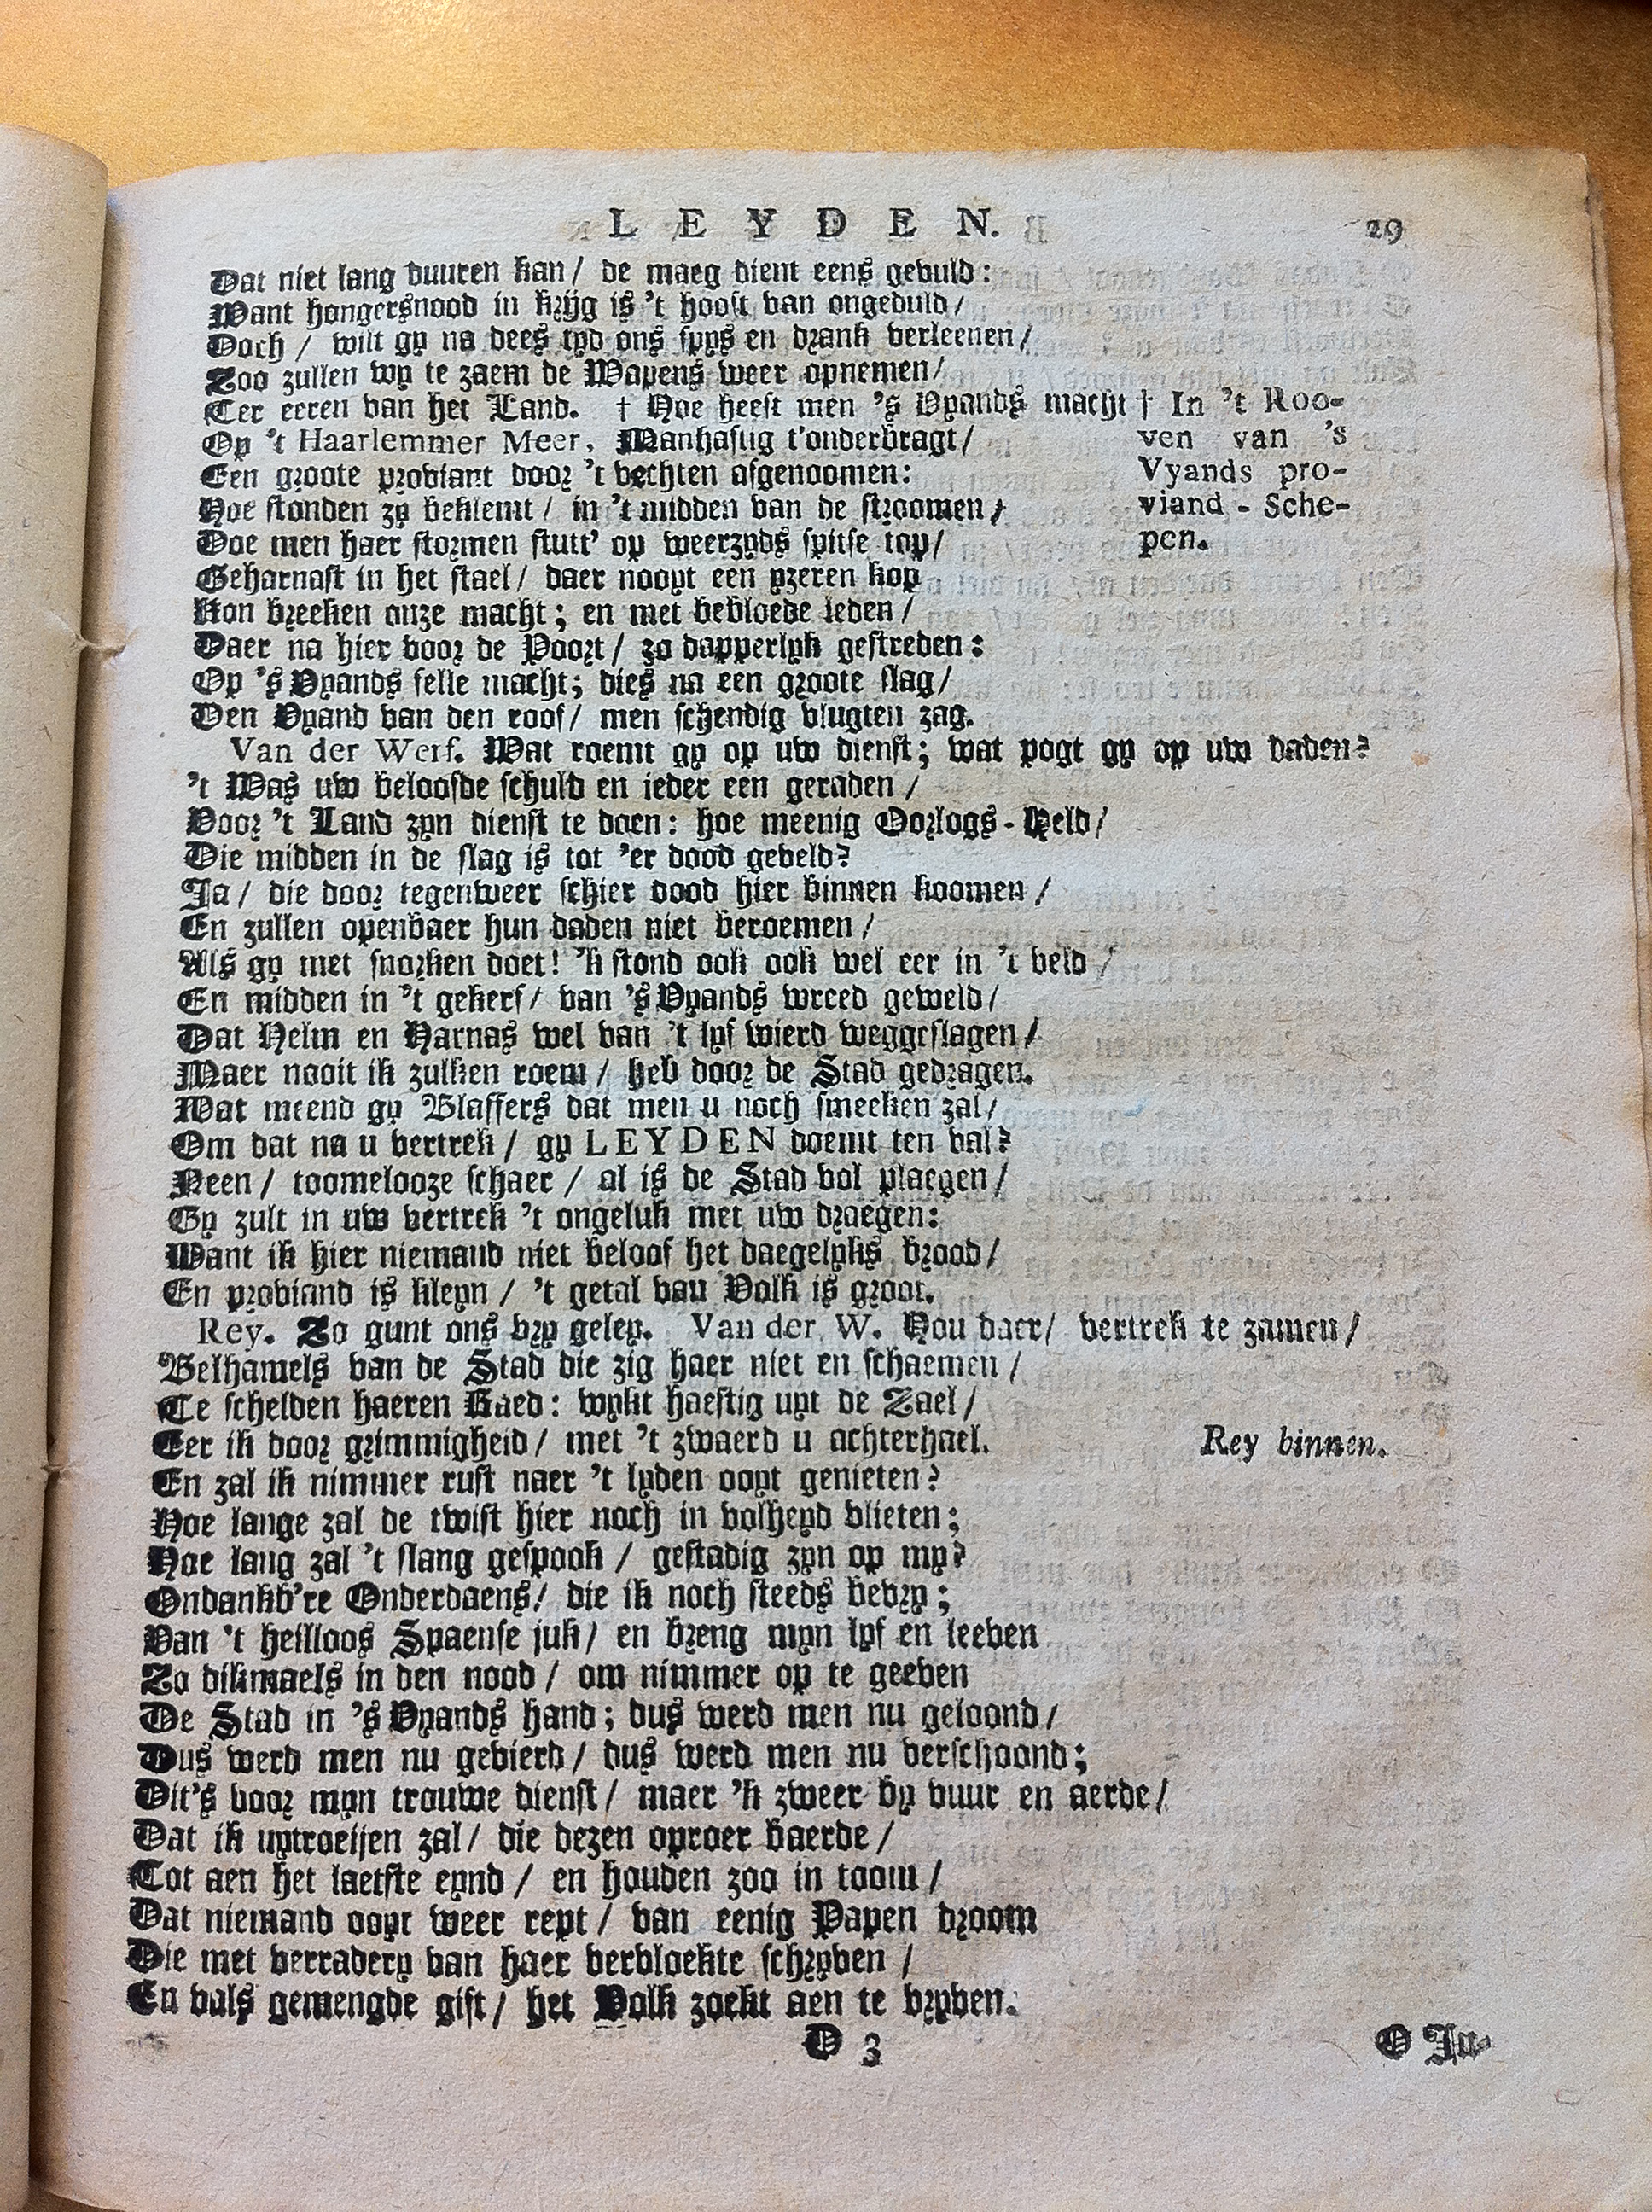 LEYDEN. 29
Dat niet lang duuren kan / de maeg dient eens gevuld:
Want hongersnood in krijg is 't hooft van ongeduld /
Doch / wilt gy na dees tyd ons spys en drank verleenen /
Zoo zullen wy te zaem de Wapens weer opnemen /
Ter eeren van het Land. † Hoe heeft men 's Vyands macht
Op 't Haarlemmer Meer, Manhaftig t'onderbragt /
Een groote proviant door 't vechten afgenoomen:
Hoe stonden zy beklemt / in 't midden van de stroomen /
Doe men haer stormen stutt' op weerzyds spitse top /
Geharnast in het stael / daer nooyt een yzeren kop
Kon breeken onze macht; en met bebloede leden /
Daer na hier voor de Poort / zo dapperlyk gestreden:
Op 's Vyands felle macht; dies na een groote slag /
Den Vyand van den roof / men schendig vlugten zag.
† In 't Roo-
ven van 's
Vyands pro-
viand - Sche-
pen.
Van der Werf. Wat roemt gy op uw dienst; wat pogt gy op uw daden?
't Was uw beloofde schuld en ieder een geraden /
Voor 't Land zyn dienst te doen: hoe meenig Oorlogs-Held /
Die midden in de slag is tot 'er dood geveld?
Ja / die door tegenweer schier dood hier binnen koomen /
En zullen openbaer hun daden niet beroemen /
Als gy met snorken doet! 'k stond ook ook wel eer in 't veld /
En midden in 't gekerf / van 's Vyands wreed geweld /
Dat Helm en Harnas wel van 't lyf wierd weggeslagen /
Maer nooit ik zulken roem / heb door de Stad gedragen.
Wat meend gy Blaffers dat men u noch smeeken zal /
Om dat na u vertrek / gy LEYDEN doemt ten val?
Neen / toomelooze schaer / al is de Stad vol plaegen /
Gy zult in uw vertrek 't ongeluk met uw draegen:
Want ik hier niemand niet beloof het daegelyks brood /
En proviand is kleyn / 't getal van Volk is groot.
Rey. Zo gunt ons vry geley. Van der W. Hou daer / vertrek te zamen /
Belhamels van de Stad die zig haer niet en schaemen /
Te schelden haeren Raed: wykt haestig uyt de Zael /
Eer ik door grimmigheid / met 't zwaerd u achterhael. Rey binnen.
En zal ik nimmer rust naer 't lyden ooyt genieten?
Hoe lange zal de twist hier noch in volheyd vlieten;
Hoe lang zal 't slang gespook / gestadig zyn op my?
Ondankb're Onderdaens / die ik noch steeds bevry;
Van 't heilloos Spaense juk / en breng myn lyf en leeven
Zo dikmaels in den nood / om nimmer op te geeven
De Stad in 's Vyands hand; dus werd men nu geloond /
Dus werd men nu gevierd / dus werd men nu verschoond;
Dit's voor myn trouwe dienst / maer 'k zweer by vuur en aerde /
Dat ik uytroeijen zal / die dezen oproer baerde /
Tot aen het laetste eynd / en houden zoo in toom /
Dat niemand ooyt weer rept / van eenig Papen droom
Die met verradery van haer vervloekte schryven /
En vals gemengde gift / het Volk zoekt aen te dryven.
D 3 O Ja-